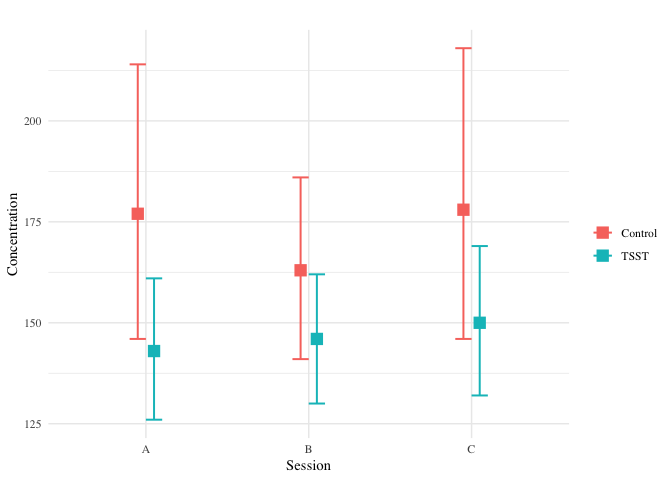 Concentration
200
175
150
125
A B C
Session
Control
TSST